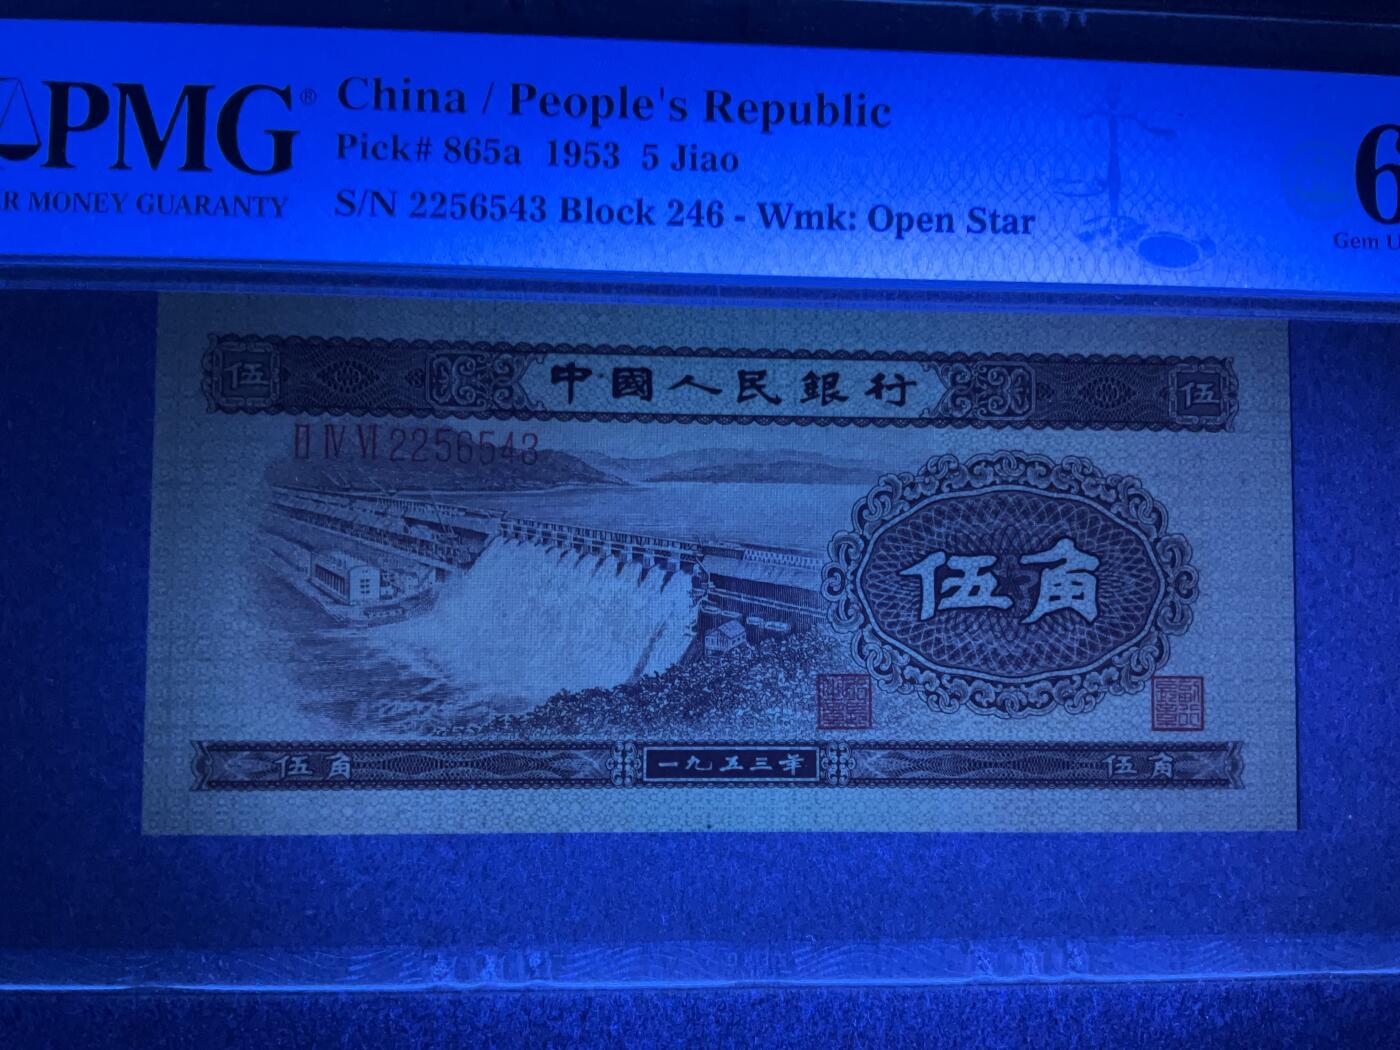 PMG®
ER MONEY GUARANTY
China / People's Republic
Pick# 865a 1953 5 Jiao
S/N 2256543 Block 246 - Wmk: Open Star
6
Gem U
伍 中國人民銀行 伍
II IV VI 2256543
伍角
伍角 一九五三年 伍角